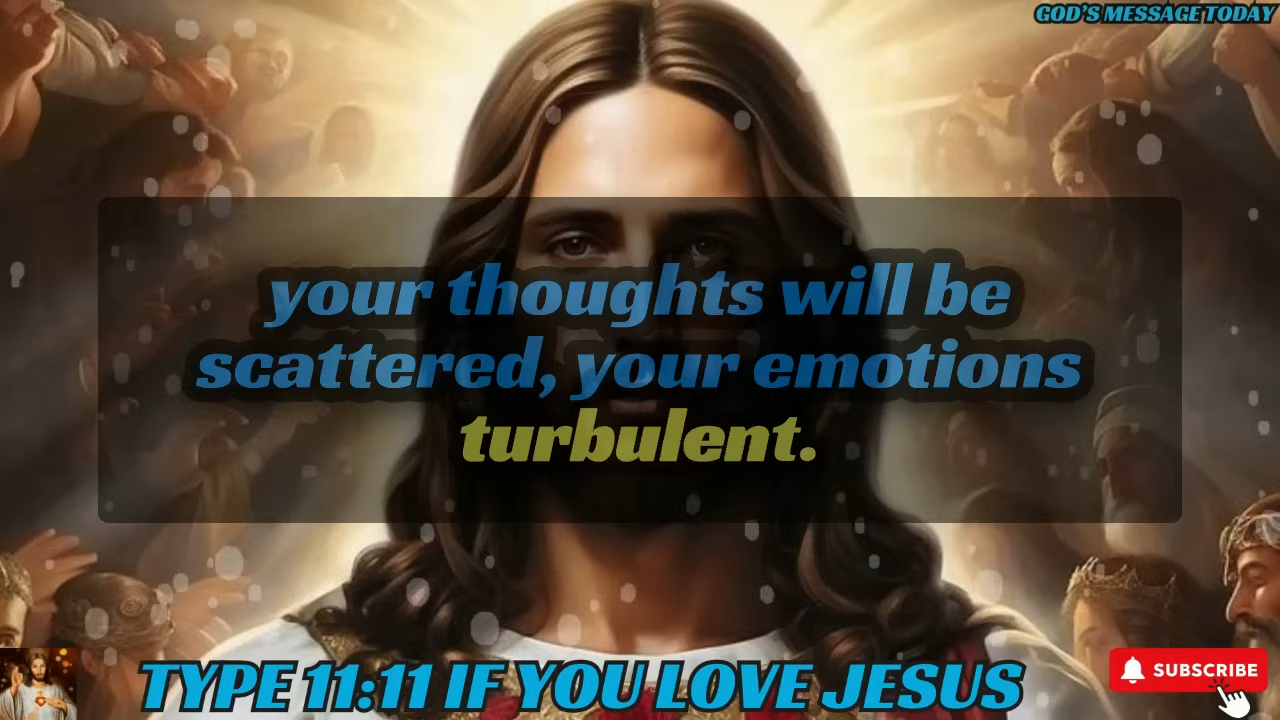 GOD'S MESSAGE TODAY
your thoughts will be
scattered, your emotions
turbulent.
TYPE 11:11 IF YOU LOVE JESUS
SUBSCRIBE